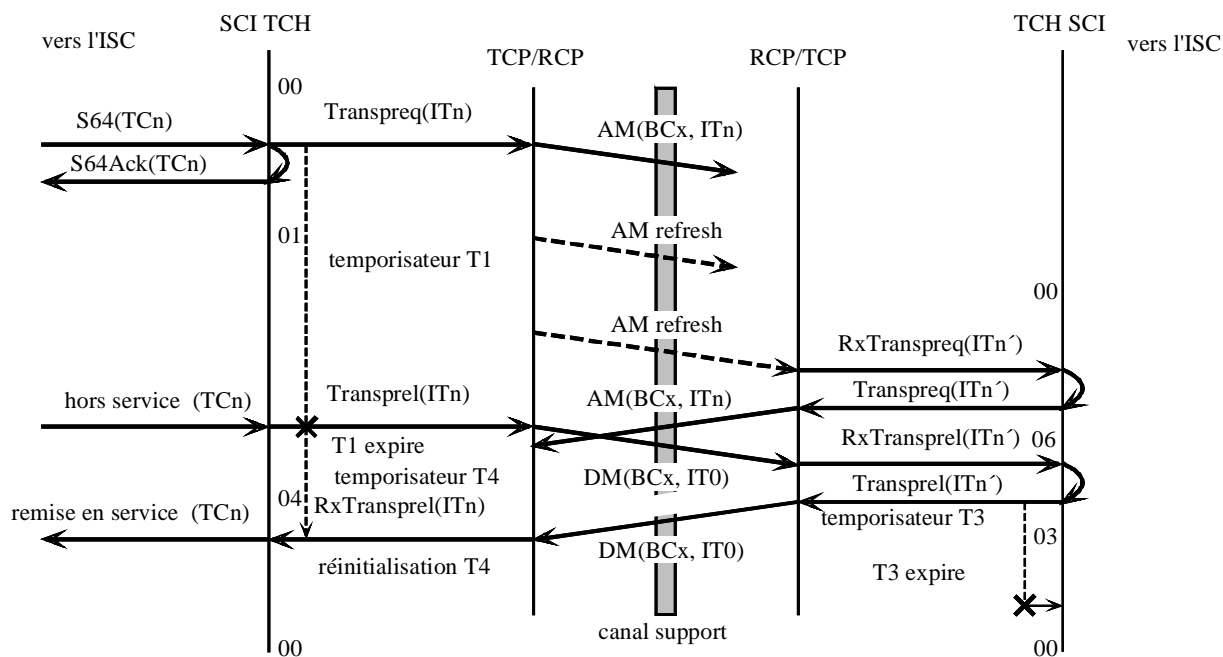 SCI TCH
TCH SCI
vers l'ISC
vers l'ISC
TCP/RCP
RCP/TCP
00
Transpreq(ITn)
S64(TCn)
AM(BCx, ITn)
S64Ack(TCn)
01
AM refresh
temporisateur T1
00
AM refresh
RxTranspreq(ITn´)
Transprel(ITn)
Transpreq(ITn´)
hors service (TCn)
AM(BCx, ITn)
T1 expire
06
RxTransprel(ITn´)
temporisateur T4
DM(BCx, IT0)
Transprel(ITn´)
04
RxTransprel(ITn)
remise en service (TCn)
temporisateur T3
03
DM(BCx, IT0)
réinitialisation T4
T3 expire
canal support
00
00